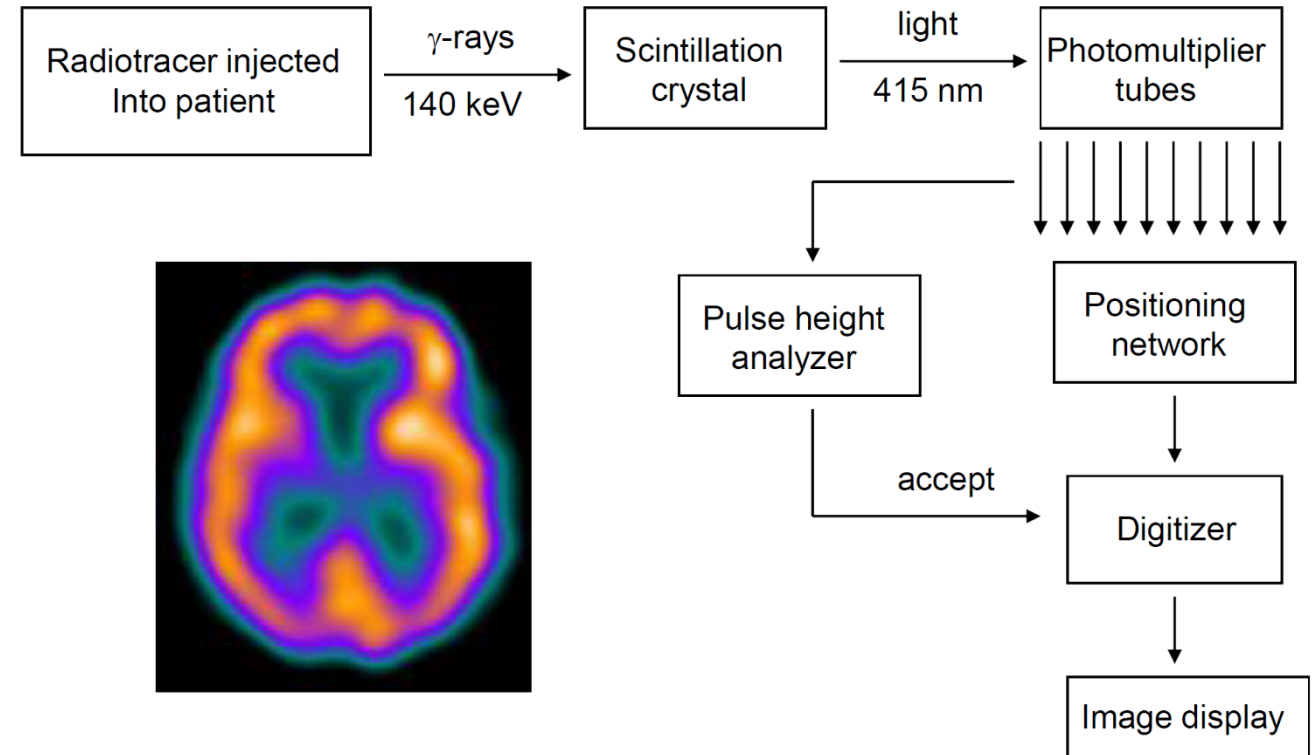 Radiotracer injected
Into patient
γ-rays
140 keV
Scintillation
crystal
light
415 nm
Photomultiplier
tubes
Pulse height
analyzer
Positioning
network
accept
Digitizer
Image display